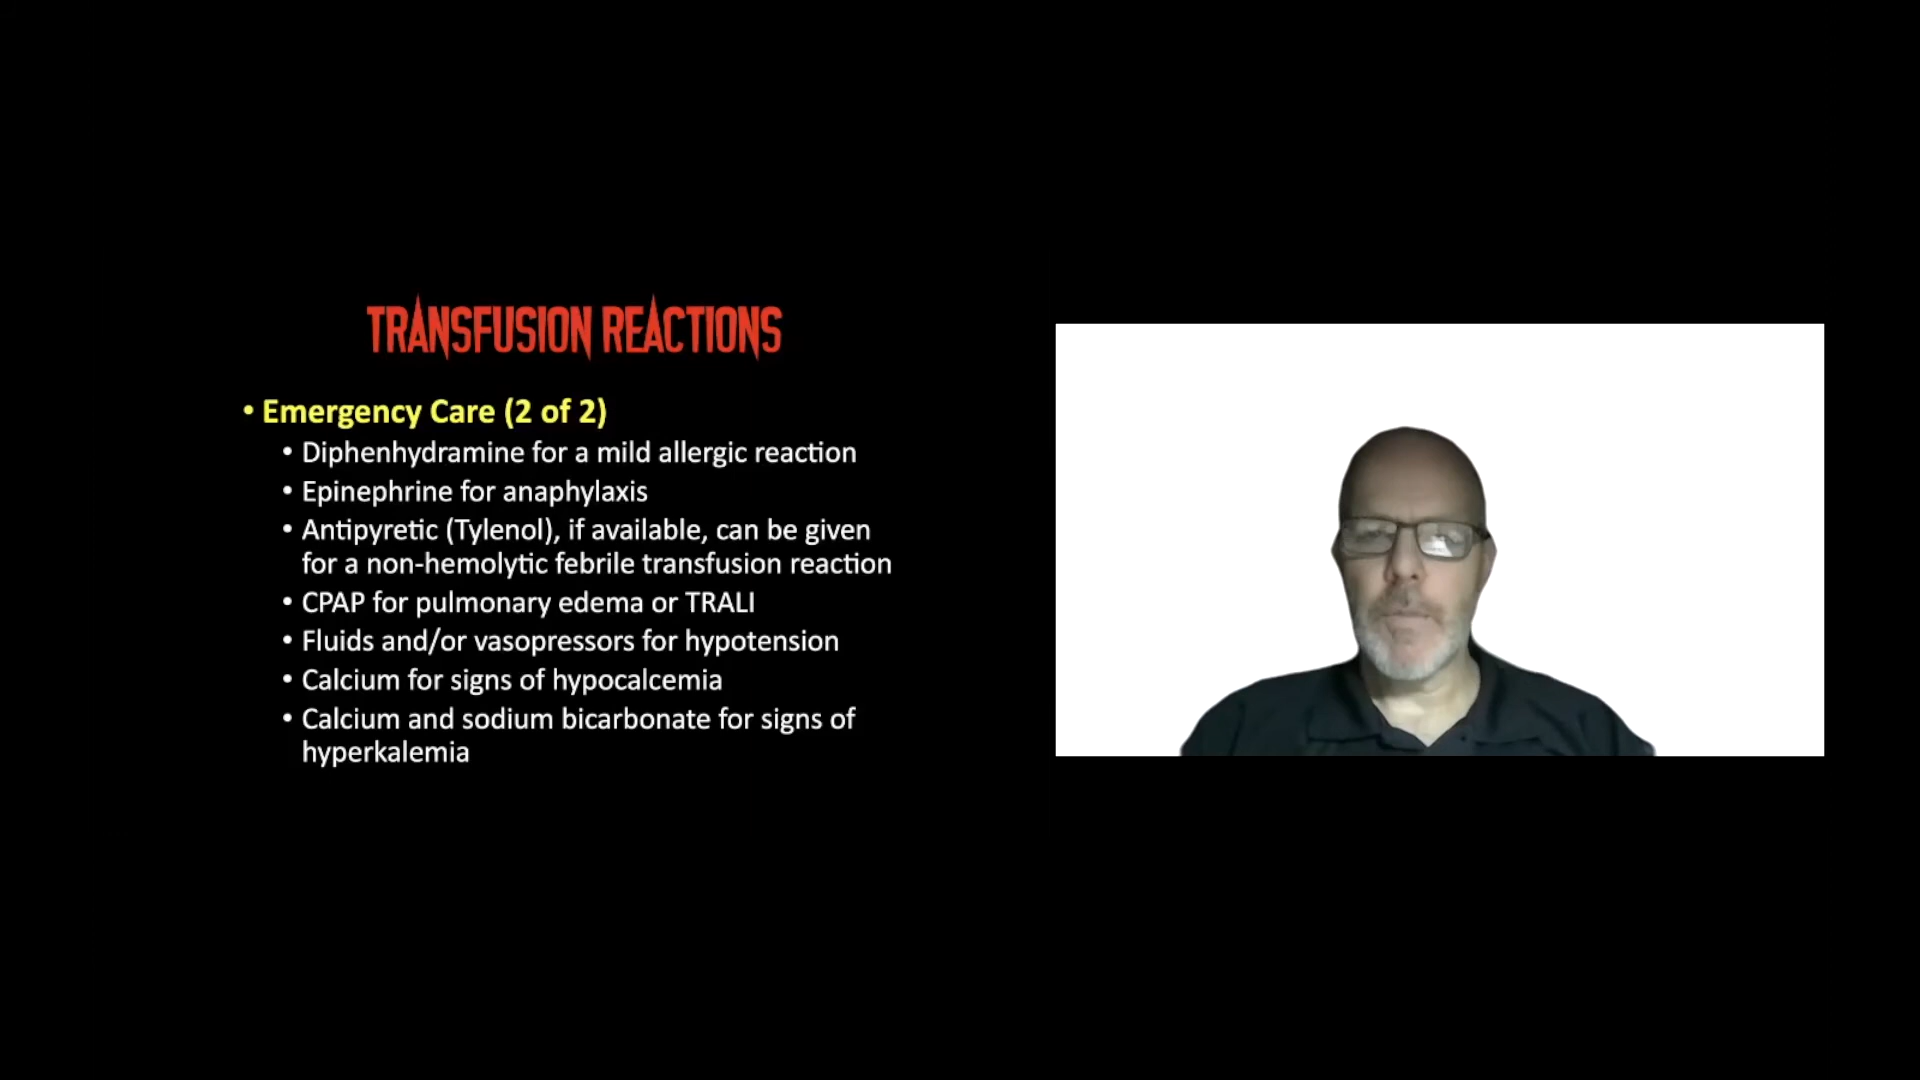 TRANSFUSION REACTIONS
• Emergency Care (2 of 2)
• Diphenhydramine for a mild allergic reaction
• Epinephrine for anaphylaxis
• Antipyretic (Tylenol), if available, can be given
for a non-hemolytic febrile transfusion reaction
• CPAP for pulmonary edema or TRALI
• Fluids and/or vasopressors for hypotension
• Calcium for signs of hypocalcemia
• Calcium and sodium bicarbonate for signs of
hyperkalemia